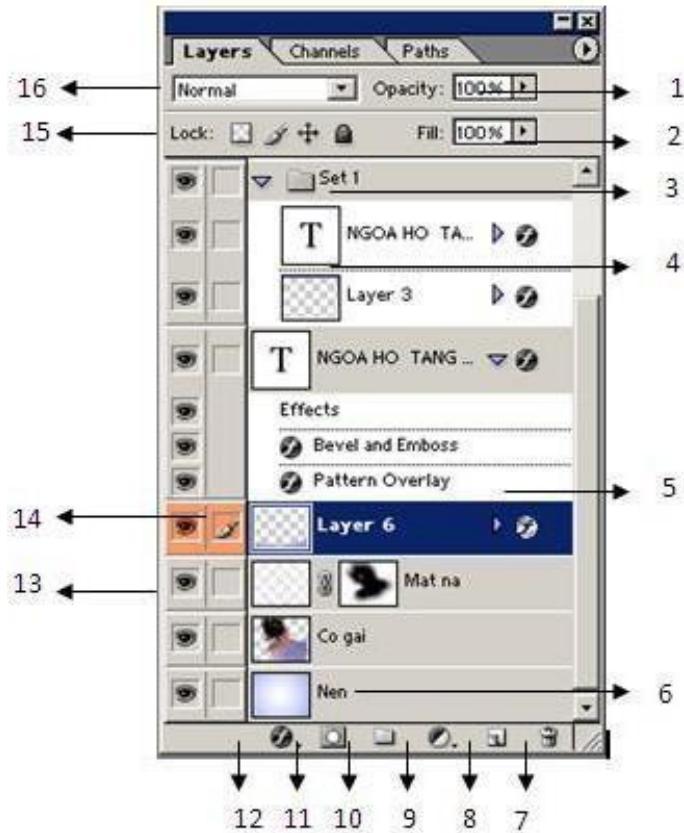 Layers Channels Paths
16 Normal Opacity: 100% 1
15 Lock: Fill: 100% 2
Set 1
3
T NGOA HO TA...
4
Layer 3
T NGOA HO TANG ...
Effects
Bevel and Emboss
Pattern Overlay
5
14 Layer 6
13 Mat na
Co gai
Nen 6
12 11 10 9 8 7